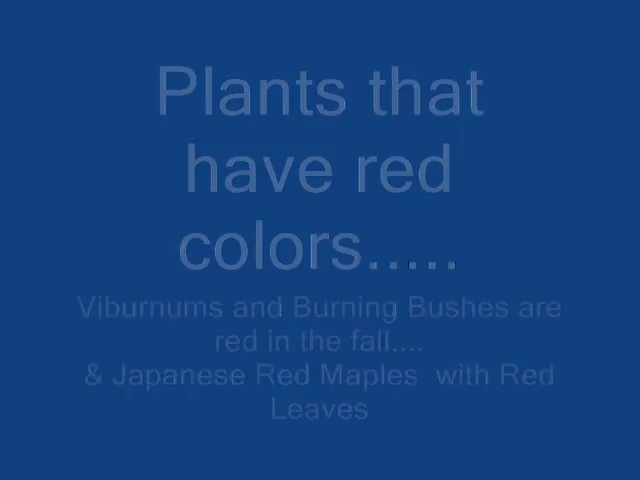 Plants that
have red
colors.....
Viburnums and Burning Bushes are
red in the fall....
& Japanese Red Maples  with Red
Leaves